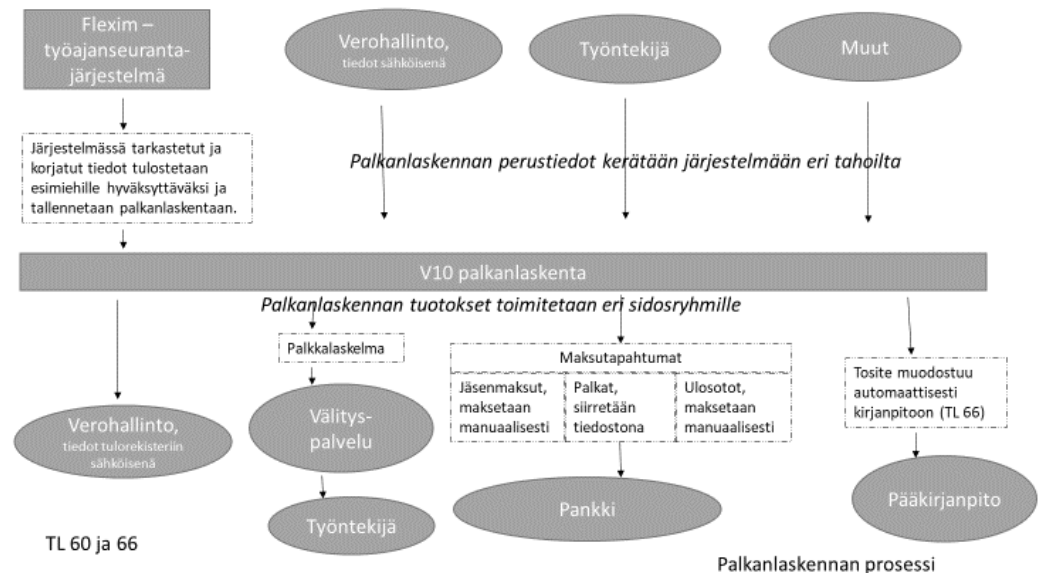 Flexim –
työajanseuranta-
järjestelmä
Verohallinto,
tiedot sähköisenä
Työntekijä
Muut
Järjestelmässä tarkastetut ja
korjatut tiedot tulostetaan
esimiehille hyväksyttäväksi ja
tallennetaan palkanlaskentaan.
Palkanlaskennan perustiedot kerätään järjestelmään eri tahoilta
V10 palkanlaskenta
Palkanlaskennan tuotokset toimitetaan eri sidosryhmille
Palkkalaskelma
Maksutapahtumat
Jäsenmaksut,
maksetaan
manuaalisesti
Palkat,
siirretään
tiedostona
Ulosotot,
maksetaan
manuaalisesti
Tosite muodostuu
automaattisesti
kirjanpitoon (TL 66)
Verohallinto,
tiedot tulorekisteriin
sähköisenä
Välitys-
palvelu
Työntekijä
Pankki
Pääkirjanpito
TL 60 ja 66
Palkanlaskennan prosessi